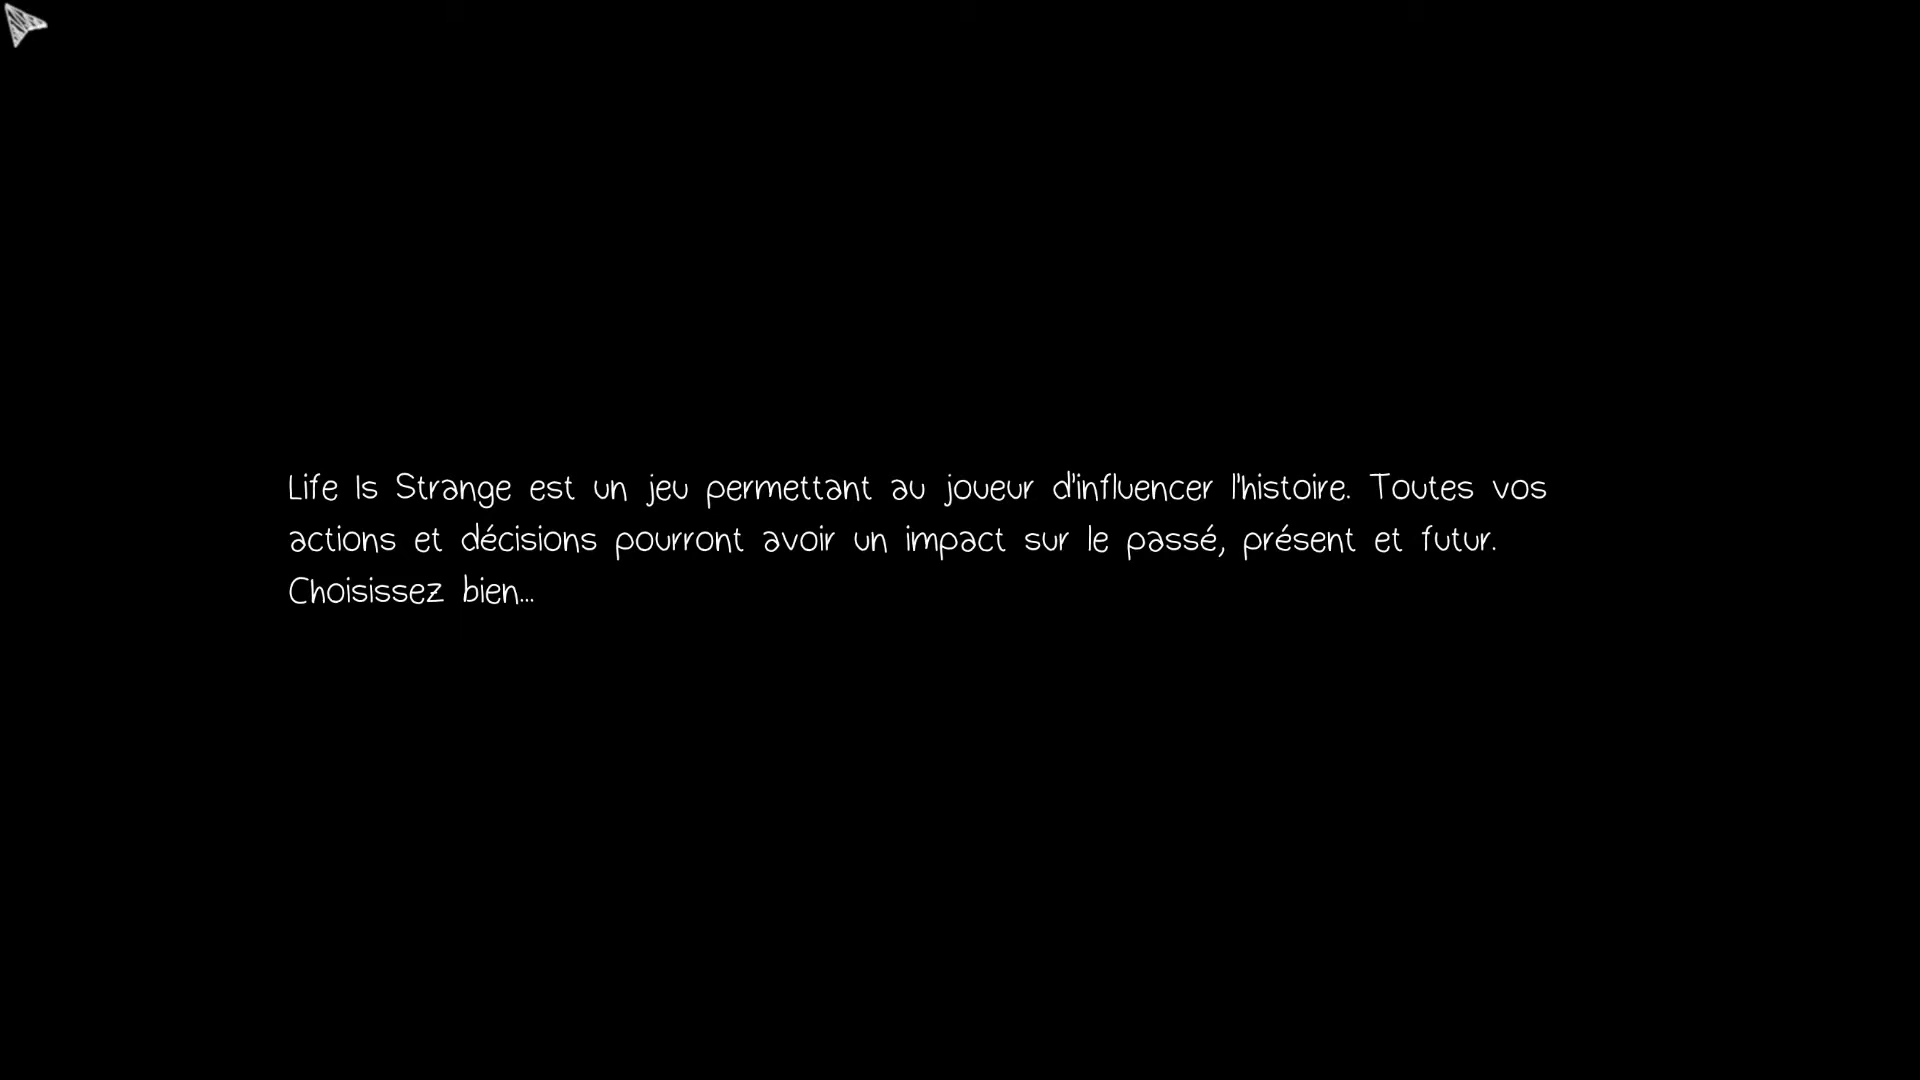 Life Is Strange est un jeu permettant au joueur d'influencer l'histoire. Toutes vos
actions et décisions pourront avoir un impact sur le passé, présent et futur.
Choisissez bien...